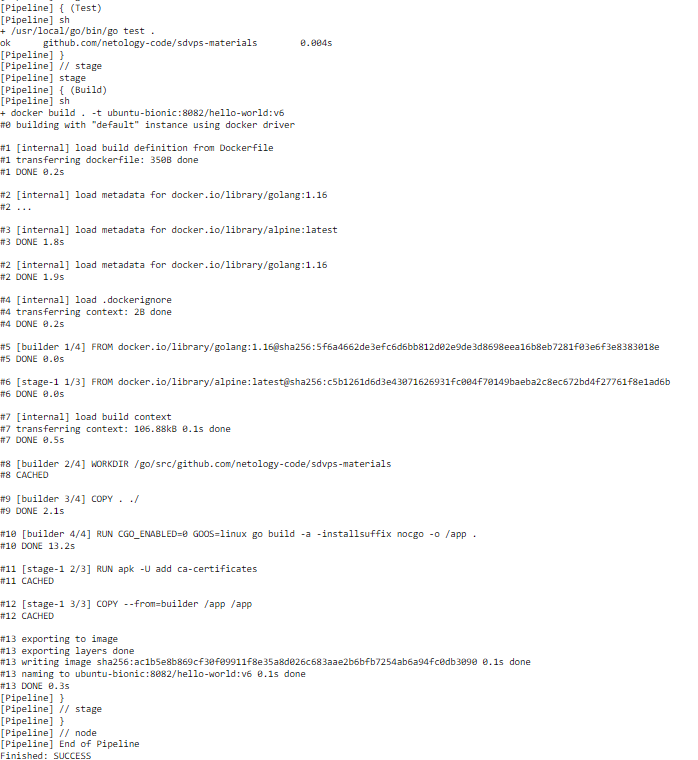 [Pipeline] { (Test)
[Pipeline] sh
+ /usr/local/go/bin/go test .
ok github.com/netology-code/sdvps-materials 0.004s
[Pipeline] }
[Pipeline] // stage
[Pipeline] stage
[Pipeline] { (Build)
[Pipeline] sh
+ docker build . -t ubuntu-bionic:8082/hello-world:v6
#0 building with "default" instance using docker driver

#1 [internal] load build definition from Dockerfile
#1 transferring dockerfile: 350B done
#1 DONE 0.2s

#2 [internal] load metadata for docker.io/library/golang:1.16
#2 ...

#3 [internal] load metadata for docker.io/library/alpine:latest
#3 DONE 1.8s

#2 [internal] load metadata for docker.io/library/golang:1.16
#2 DONE 1.9s

#4 [internal] load .dockerignore
#4 transferring context: 2B done
#4 DONE 0.2s

#5 [builder 1/4] FROM docker.io/library/golang:1.16@sha256:5f6a4662de3efc6d6bb812d02e9de3d8698eea16b8eb7281f03e6f3e8383018e
#5 DONE 0.0s

#6 [stage-1 1/3] FROM docker.io/library/alpine:latest@sha256:c5b1261d6d3e43071626931fc004f70149baeba2c8ec672bd4f27761f8e1ad6b
#6 DONE 0.0s

#7 [internal] load build context
#7 transferring context: 106.88kB 0.1s done
#7 DONE 0.5s

#8 [builder 2/4] WORKDIR /go/src/github.com/netology-code/sdvps-materials
#8 CACHED

#9 [builder 3/4] COPY . ./
#9 DONE 2.1s

#10 [builder 4/4] RUN CGO_ENABLED=0 GOOS=linux go build -a -installsuffix nocgo -o /app .
#10 DONE 13.2s

#11 [stage-1 2/3] RUN apk -U add ca-certificates
#11 CACHED

#12 [stage-1 3/3] COPY --from=builder /app /app
#12 CACHED

#13 exporting to image
#13 exporting layers done
#13 writing image sha256:ac1b5e8b869cf30f09911f8e35a8d026c683aae2b6bfb7254ab6a94fc0db3090 0.1s done
#13 naming to ubuntu-bionic:8082/hello-world:v6 0.1s done
#13 DONE 0.3s
[Pipeline] }
[Pipeline] // stage
[Pipeline] }
[Pipeline] // node
[Pipeline] End of Pipeline
Finished: SUCCESS